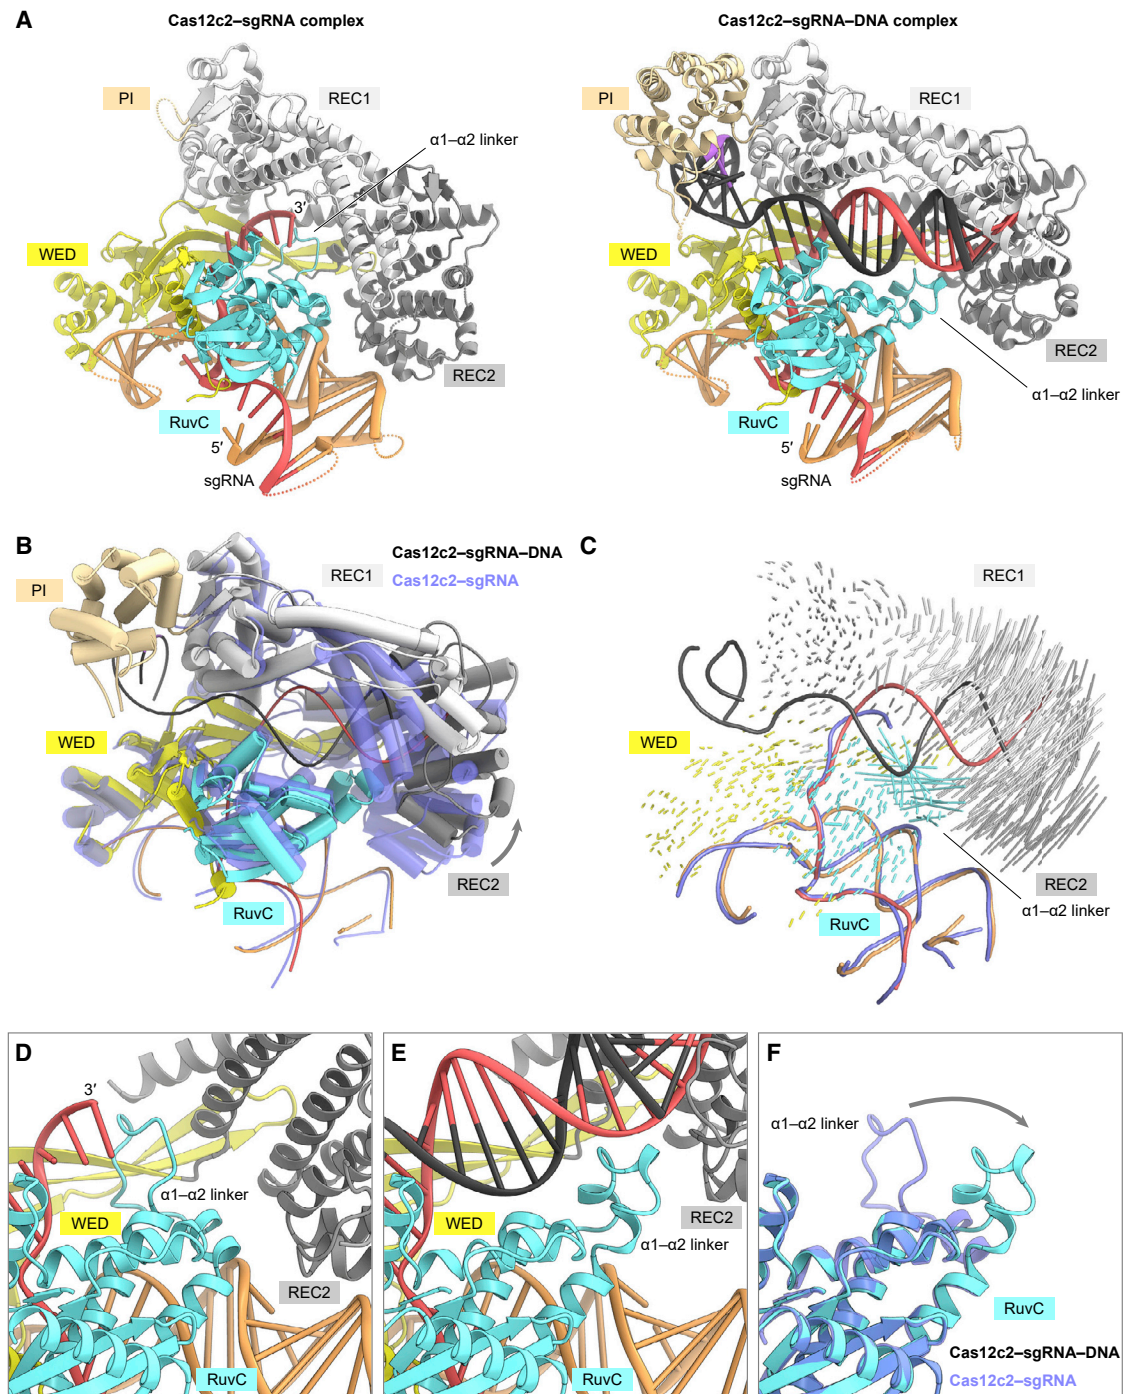 A
Cas12c2–sgRNA complex
Cas12c2–sgRNA–DNA complex
PI
REC1
α1–α2 linker
3′
WED
REC2
RuvC
5′
sgRNA
PI
REC1
WED
REC2
α1–α2 linker
RuvC
5′
sgRNA
B
Cas12c2–sgRNA–DNA
Cas12c2–sgRNA
REC1
PI
WED
REC2
RuvC
C
REC1
WED
REC2
α1–α2 linker
RuvC
D
3′
α1–α2 linker
WED
REC2
RuvC
E
WED
REC2
α1–α2 linker
RuvC
F
α1–α2 linker
RuvC
Cas12c2–sgRNA–DNA
Cas12c2–sgRNA